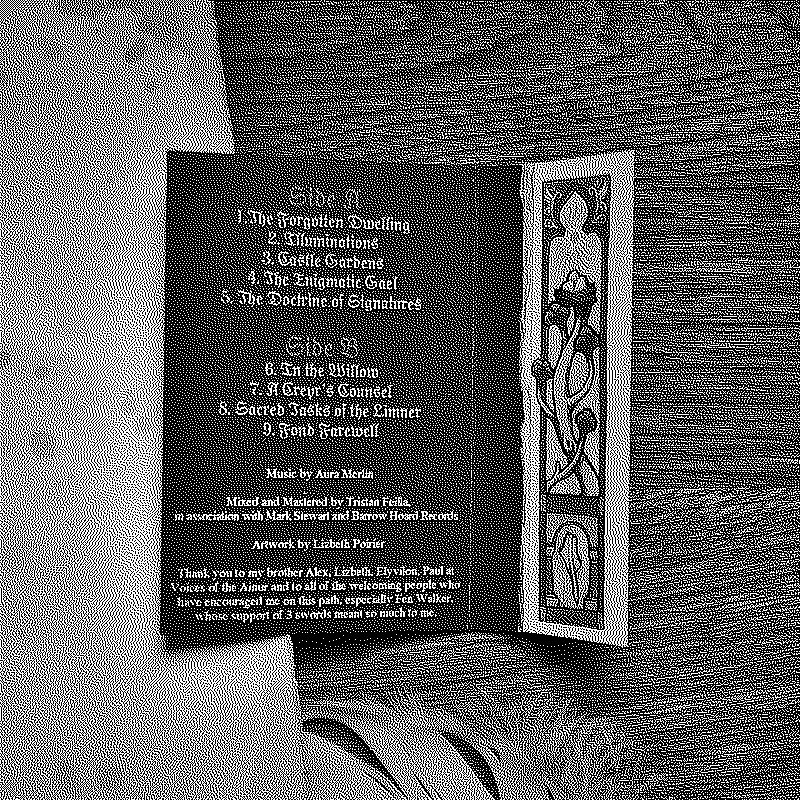 Side A
1. The Forgotten Dwelling
2. Illuminations
3. Castle Gardens
4. The Enigmatic Gael
5. The Doctrine of Signatures
Side B
6. In the Willow
7. A Creyr's Counsel
8. Sacred Tasks of the Limner
9. Fond Farewell
Music by Aura Merlin
Mixed and Mastered by Tristan
in association with Mark Stewart and Barrow Hoard Records
Artwork by Lizbeth Poirier
Thank you to my brother Alex, Lizbeth, Elyvilon, Paul at
Voices of the Ainur and to all of the welcoming people who
have encouraged me on this path, especially Fen Walker,
whose support of 3 swords meant so much to me